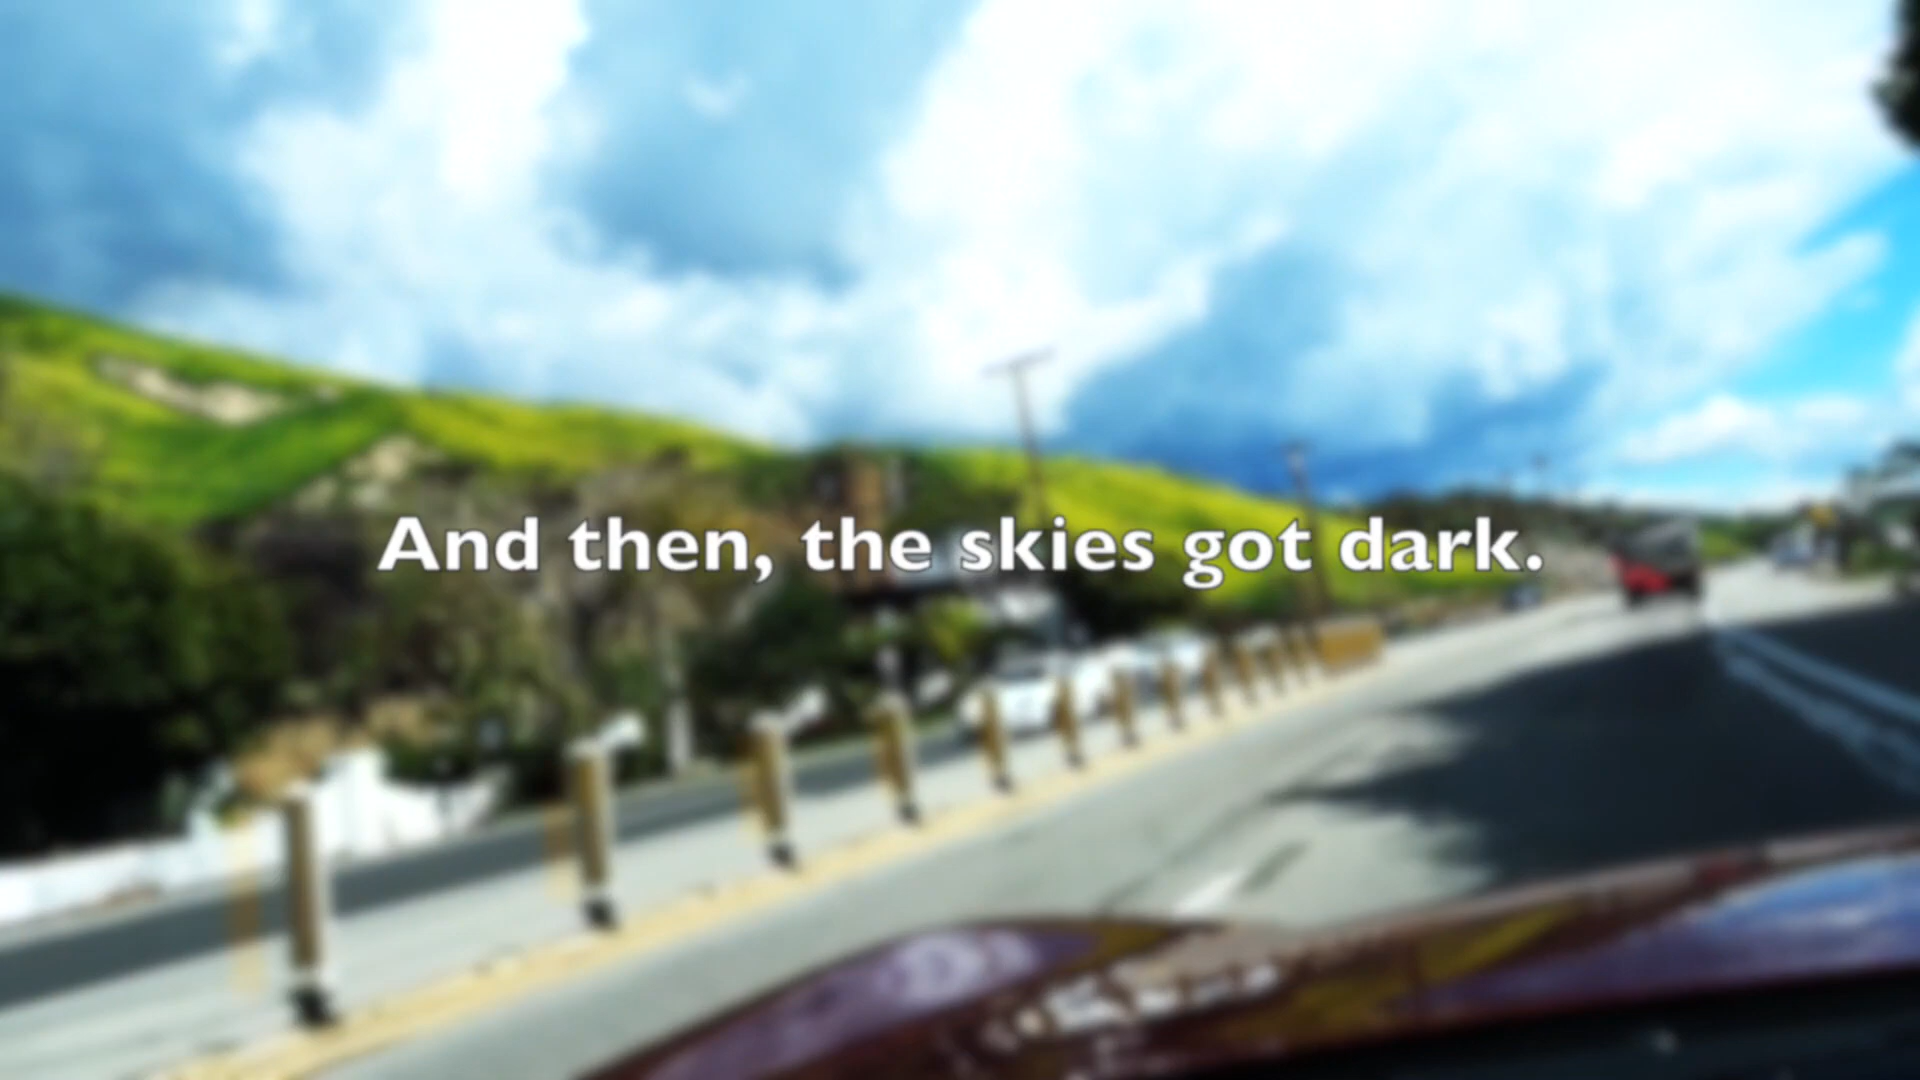 And then, the skies got dark.